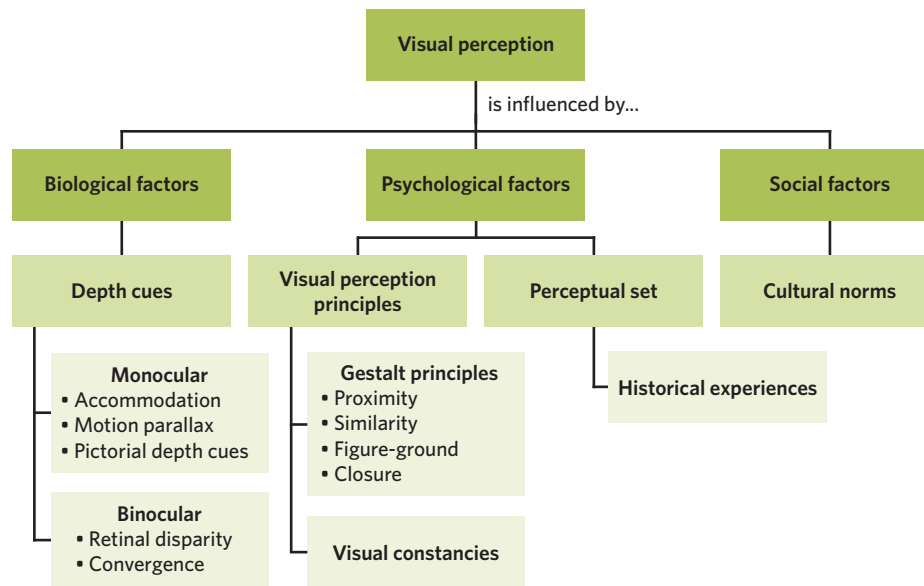 Visual perception
is influenced by...
Biological factors
Psychological factors
Social factors
Depth cues
Visual perception
principles
Perceptual set
Cultural norms
Monocular
▪ Accommodation
▪ Motion parallax
▪ Pictorial depth cues
Binocular
▪ Retinal disparity
▪ Convergence
Gestalt principles
▪ Proximity
▪ Similarity
▪ Figure-ground
▪ Closure
Visual constancies
Historical experiences